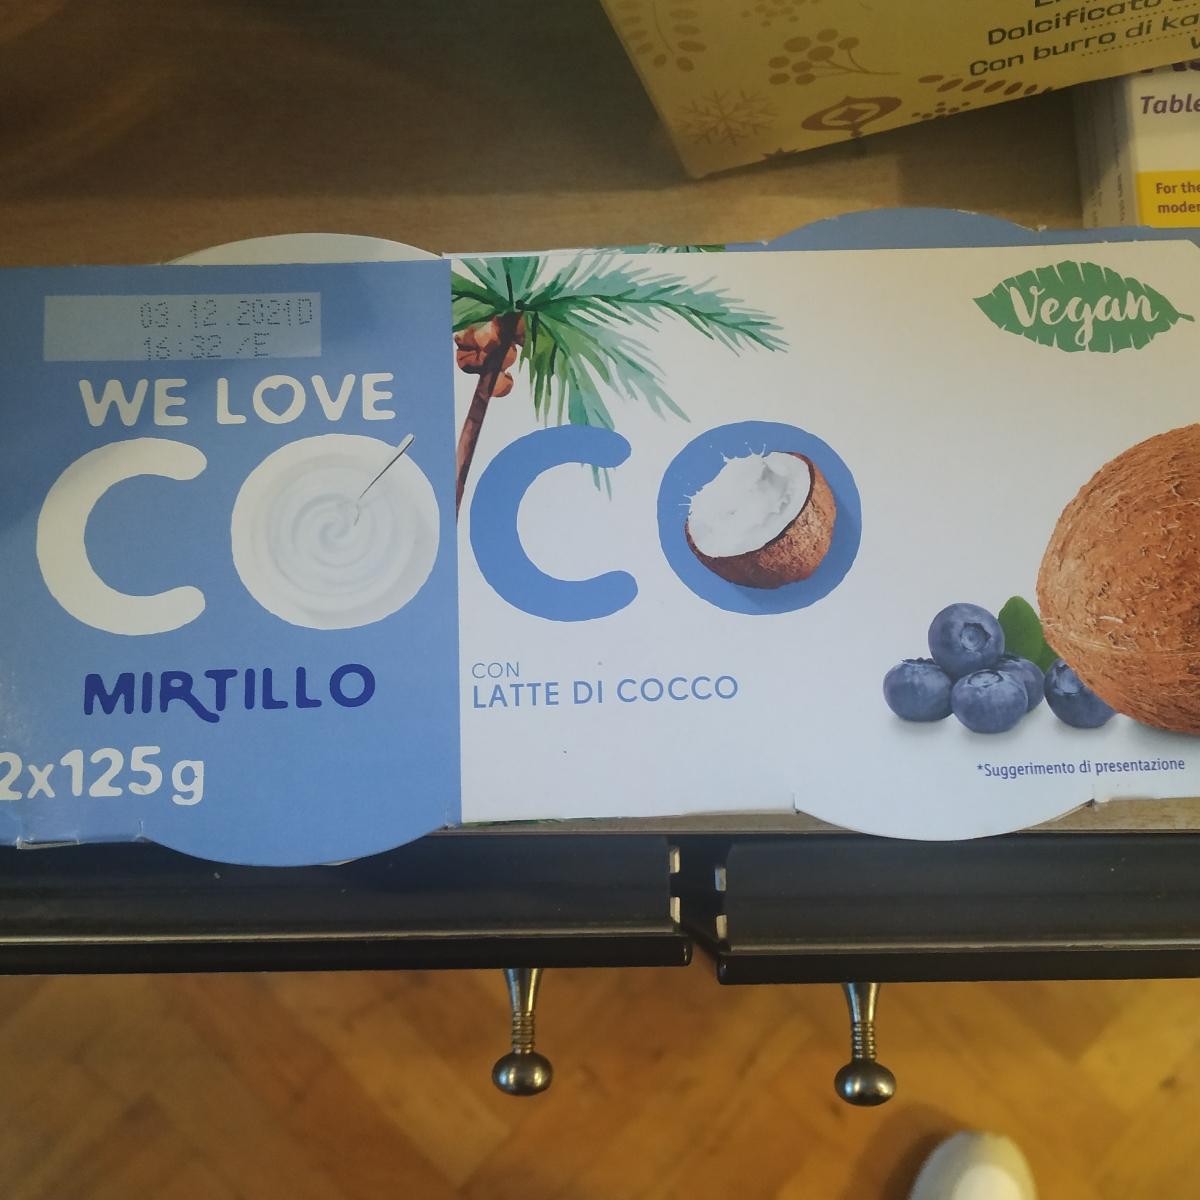 Dolcificato
Con burro di
Table
For the
moder
03.12.2021D
16:32 /E
WE LOVE
COCO
MIRTILLO
2x125g
Vegan
CON
LATTE DI COCCO
*Suggerimento di presentazione